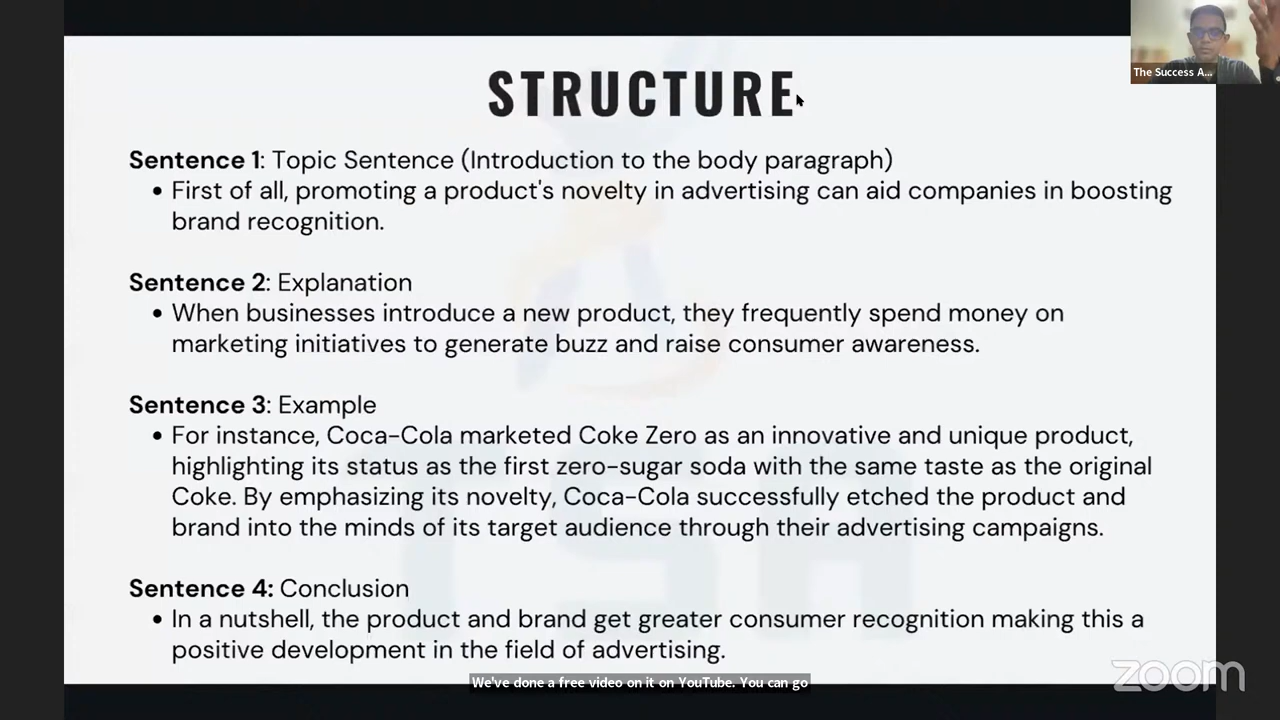 The Success A...
STRUCTURE
Sentence 1: Topic Sentence (Introduction to the body paragraph)
• First of all, promoting a product's novelty in advertising can aid companies in boosting
brand recognition.
Sentence 2: Explanation
• When businesses introduce a new product, they frequently spend money on
marketing initiatives to generate buzz and raise consumer awareness.
Sentence 3: Example
• For instance, Coca-Cola marketed Coke Zero as an innovative and unique product,
highlighting its status as the first zero-sugar soda with the same taste as the original
Coke. By emphasizing its novelty, Coca-Cola successfully etched the product and
brand into the minds of its target audience through their advertising campaigns.
Sentence 4: Conclusion
• In a nutshell, the product and brand get greater consumer recognition making this a
positive development in the field of advertising.
TSA
We've done a free video on it on YouTube. You can go
zoom